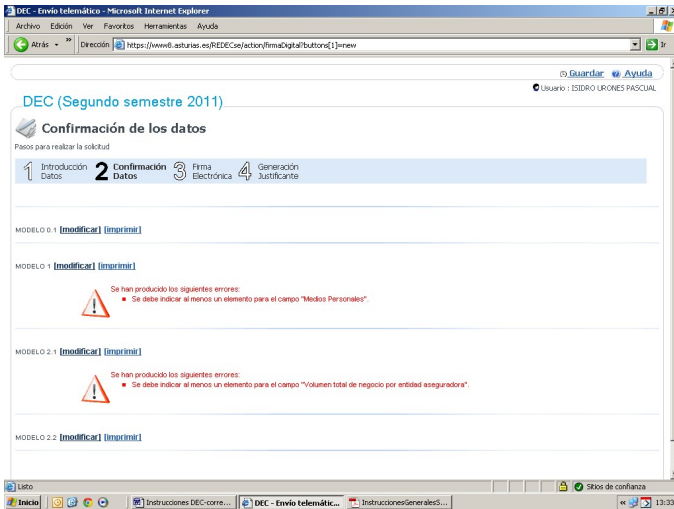 DEC - Envío telemático - Microsoft Internet Explorer
Archivo Edición Ver Favoritos Herramientas Ayuda
Atrás » Dirección https://www8.asturias.es/REDECse/action/firmaDigital?buttons[1]=new Ir
Guardar Ayuda
Usuario : ISIDRO URONES PASCUAL
DEC (Segundo semestre 2011)
Confirmación de los datos
Pasos para realizar la solicitud
1 Introducción Datos 2 Confirmación Datos 3 Firma Electrónica 4 Generación Justificante
MODELO 0.1 [modificar] [imprimir]
MODELO 1 [modificar] [imprimir]
Se han producido los siguientes errores:
Se debe indicar al menos un elemento para el campo "Medios Personales".
MODELO 2.1 [modificar] [imprimir]
Se han producido los siguientes errores:
Se debe indicar al menos un elemento para el campo "Volumen total de negocio por entidad aseguradora".
MODELO 2.2 [modificar] [imprimir]
Listo Sitios de confianza
Inicio Instrucciones DEC-corre... DEC - Envío telemátic... InstruccionesGeneralesS... « 13:33